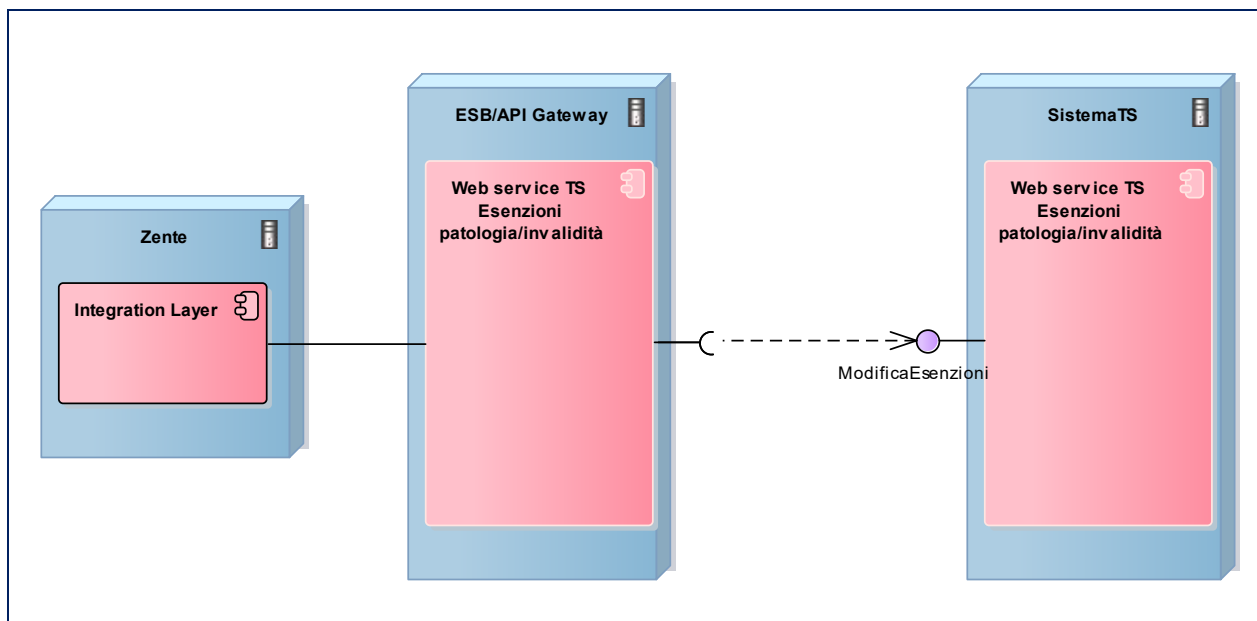 ESB/API Gateway
SistemaTS
Web service TS
Esenzioni
patologia/invalidità
Web service TS
Esenzioni
patologia/invalidità
Zente
Integration Layer
ModificaEsenzioni